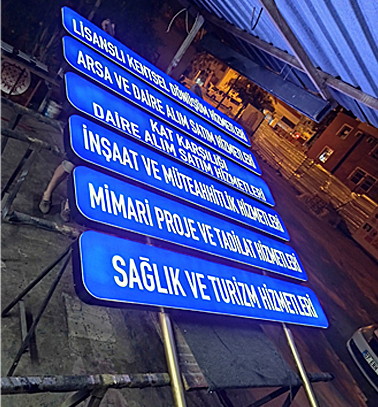 LİSANSLI KENTSEL DÖNÜŞÜM HİZMETLERİ
ARSA VE DAİRE ALIM SATIM HİZMETLERİ
KAT KARŞILIĞI
DAİRE ALIM SATIM HİZMETLERİ
İNŞAAT VE MÜTEAHHİTLİK HİZMETLERİ
MİMARİ PROJE VE TADİLAT HİZMETLERİ
SAĞLIK VE TURİZM HİZMETLERİ